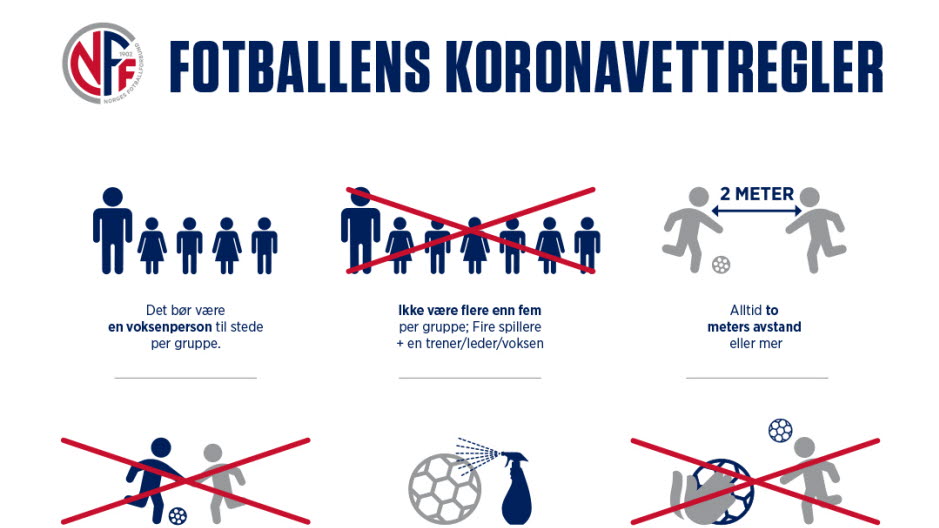 NFF
1902
NORGES FOTBALLFORBUND
FOTBALLENS KORONAVETTREGLER
2 METER
Det bør være
en voksenperson til stede
per gruppe.
Ikke være flere enn fem
per gruppe; Fire spillere
+ en trener/leder/voksen
Alltid to
meters avstand
eller mer